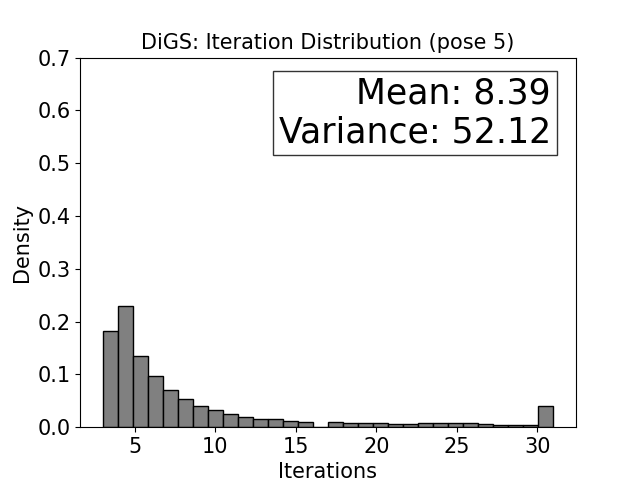 DiGS: Iteration Distribution (pose 5)
Mean: 8.39
Variance: 52.12
Density
0.7
0.6
0.5
0.4
0.3
0.2
0.1
0.0
5 10 15 20 25 30
Iterations